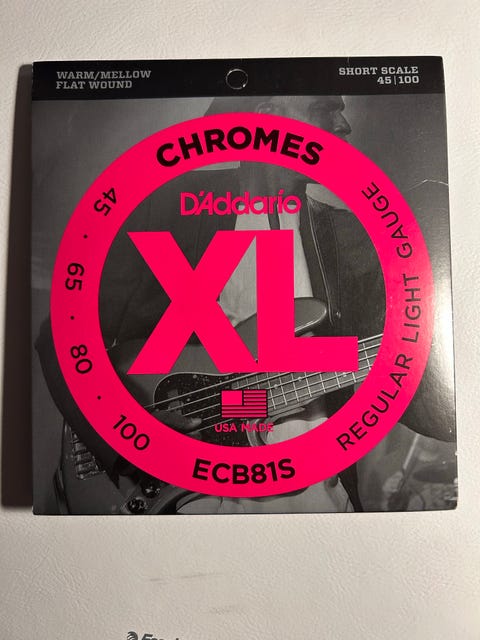 WARM/MELLOW
FLAT WOUND
SHORT SCALE
45|100
CHROMES
D'Addario
XL
45 • 65 • 80 • 100
REGULAR LIGHT GAUGE
USA MADE
ECB81S